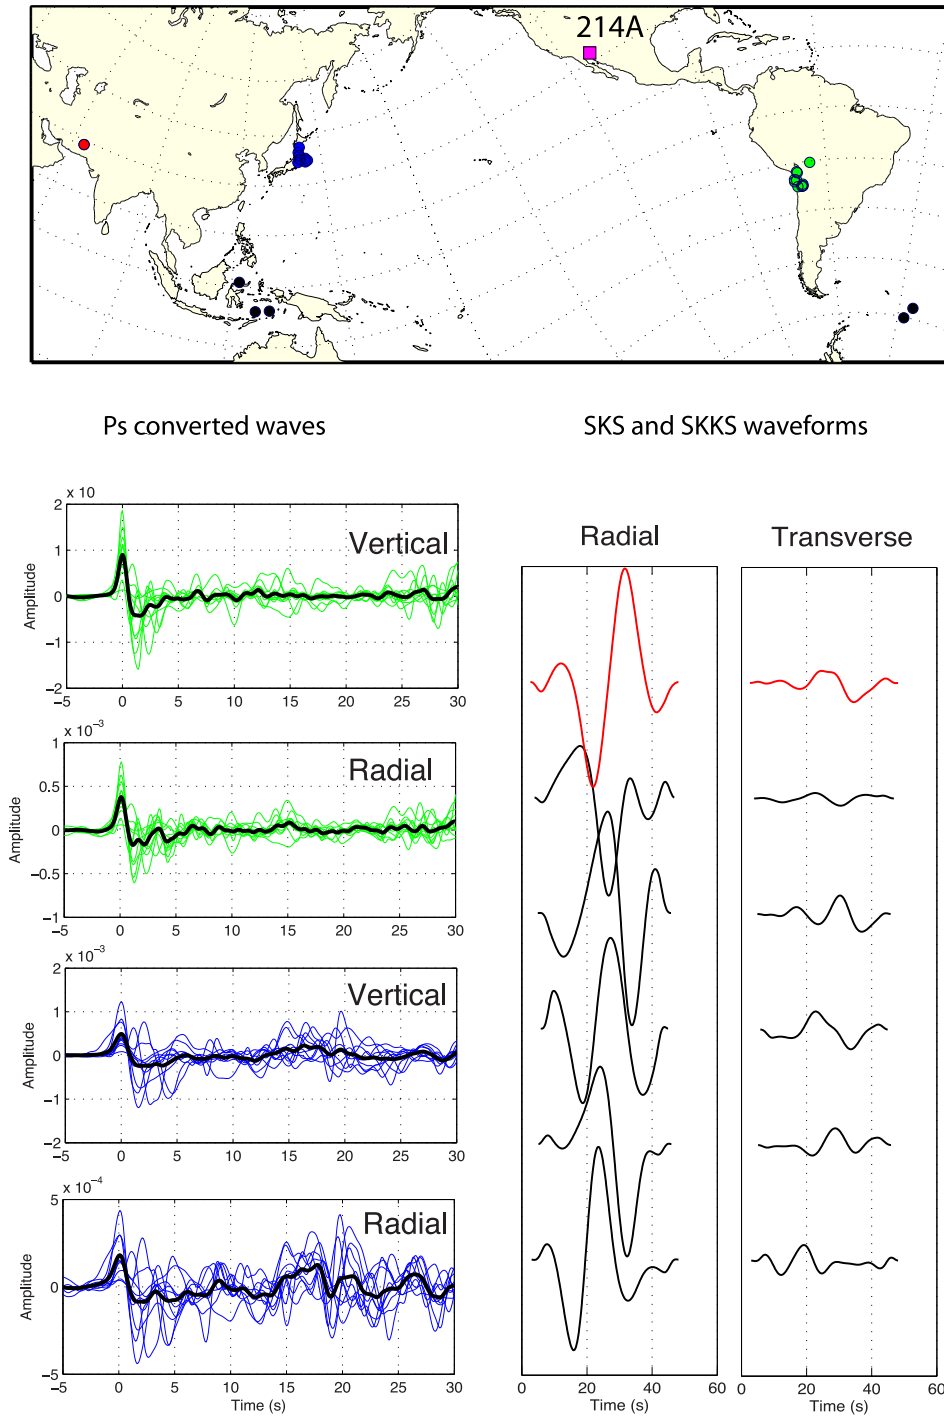 214A
Ps converted waves
SKS and SKKS waveforms
x 10
Vertical
Amplitude
2
1
0
−1
−2
−5 0 5 10 15 20 25 30
x 10⁻³
Radial
Amplitude
1
0.5
0
−0.5
−1
−5 0 5 10 15 20 25 30
x 10⁻³
Vertical
Amplitude
2
1
0
−1
−2
−5 0 5 10 15 20 25 30
x 10⁻⁴
Radial
Amplitude
5
0
−5
−5 0 5 10 15 20 25 30
Time (s)
Radial
0 20 40 60
Time (s)
Transverse
0 20 40 60
Time (s)